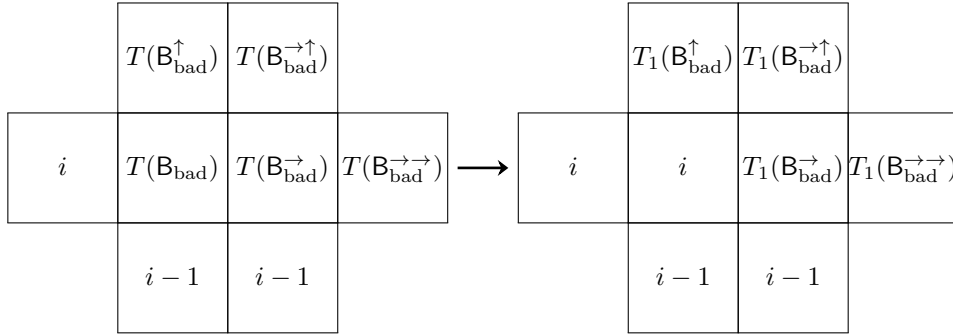 T(B↑bad) T(B→↑bad) T₁(B↑bad) T₁(B→↑bad)
i T(Bbad) T(B→bad) T(B→→bad) → i i T₁(B→bad) T₁(B→→bad)
i − 1 i − 1 i − 1 i − 1